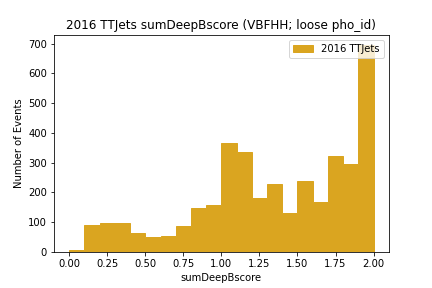 2016 TTJets sumDeepBscore (VBFHH; loose pho_id)
2016 TTJets
Number of Events
700
600
500
400
300
200
100
0
0.00 0.25 0.50 0.75 1.00 1.25 1.50 1.75 2.00
sumDeepBscore